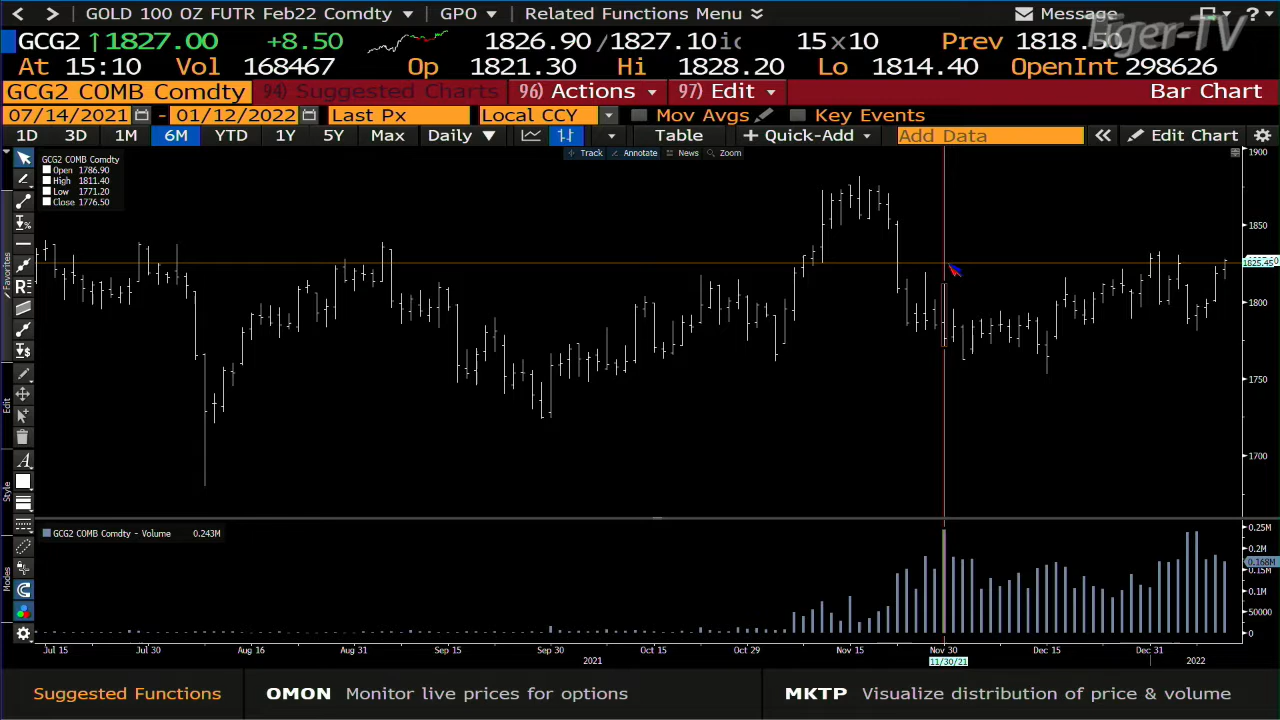 GOLD 100 OZ FUTR Feb22 Comdty GPO Related Functions Menu Message ?
Tiger-TV
GCG2 ↑1827.00 +8.50 1826.90/1827.10 15x10 Prev 1818.50
At 15:10 Vol 168467 Op 1821.30 Hi 1828.20 Lo 1814.40 OpenInt 298626
GCG2 COMB Comdty 94) Suggested Charts 96) Actions 97) Edit Bar Chart
07/14/2021 - 01/12/2022 Last Px Local CCY Mov Avgs Key Events
1D 3D 1M 6M YTD 1Y 5Y Max Daily ▼ Table + Quick-Add Add Data « Edit Chart
Track Annotate News Zoom
GCG2 COMB Comdty
Open 1786.90
High 1811.40
Low 1771.20
Close 1776.50
1900
1850
1825.45
1800
1750
1700
Favorites
Edit
Style
Modes
GCG2 COMB Comdty - Volume 0.243M
0.25M
0.2M
0.168M
0.15M
0.1M
50000
0
Jul 15 Jul 30 Aug 16 Aug 31 Sep 15 Sep 30 Oct 15 Oct 29 Nov 15 Nov 30 Dec 15 Dec 31
2021 11/30/21 2022
Suggested Functions OMON Monitor live prices for options MKTP Visualize distribution of price & volume